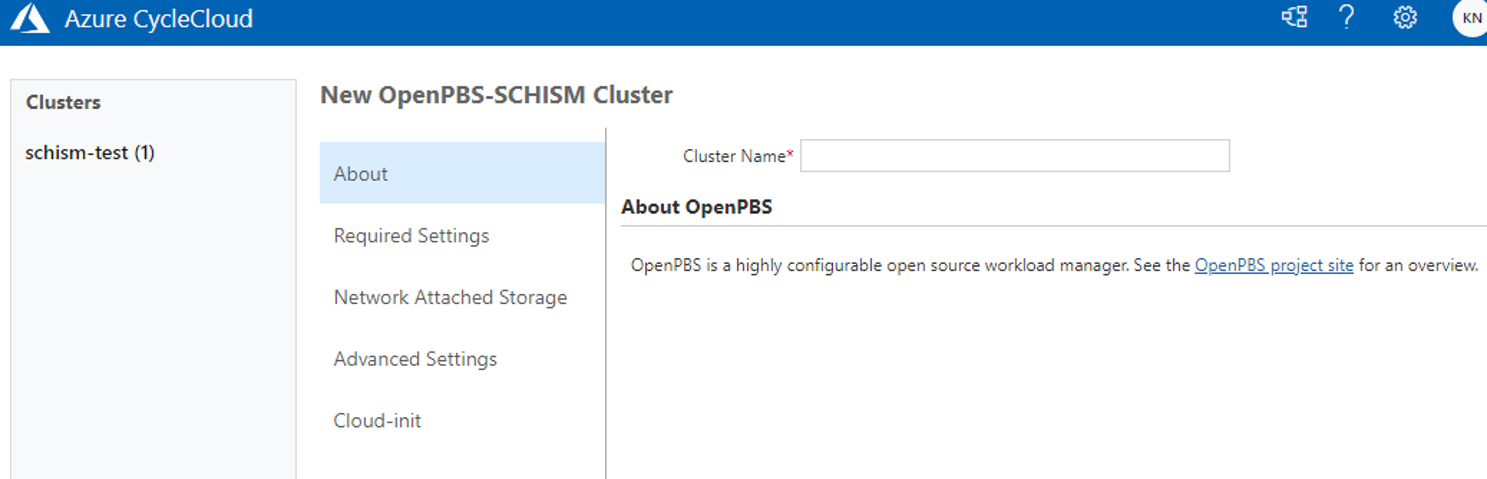 Azure CycleCloud
?
KN
Clusters
schism-test (1)
New OpenPBS-SCHISM Cluster
About
Required Settings
Network Attached Storage
Advanced Settings
Cloud-init
Cluster Name*
About OpenPBS
OpenPBS is a highly configurable open source workload manager. See the OpenPBS project site for an overview.